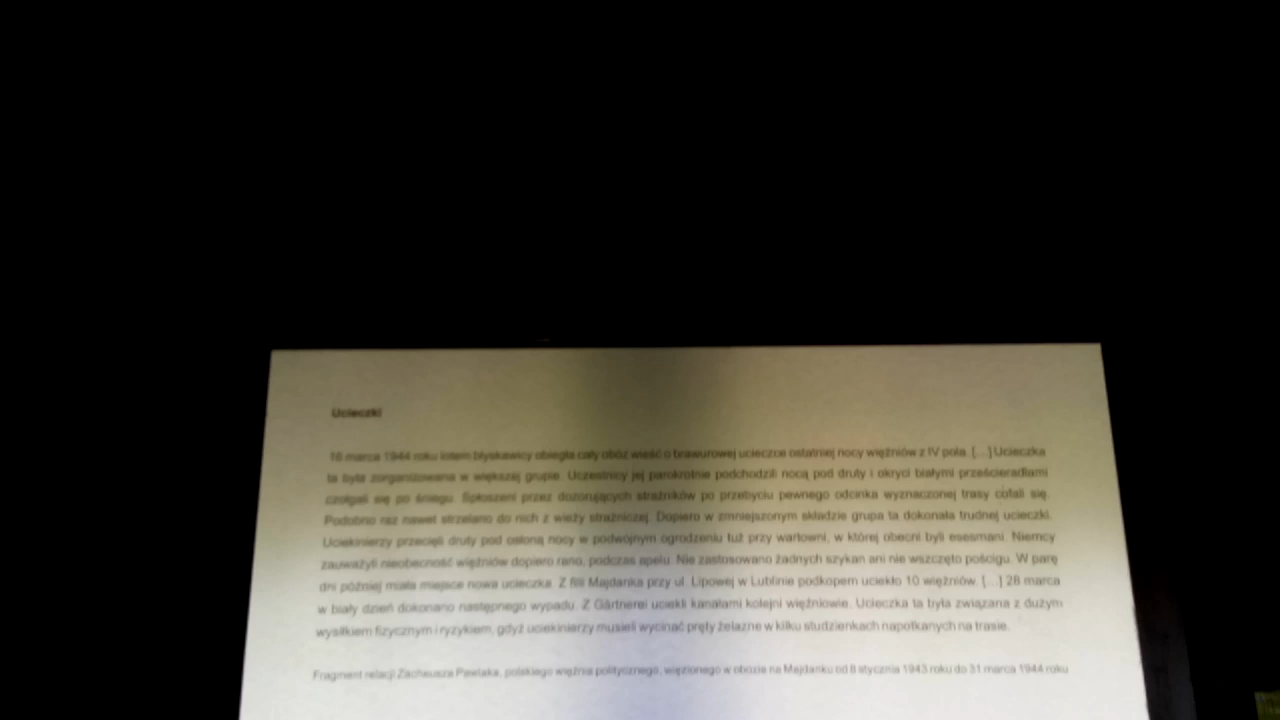 Ucieczki
16 marca 1944 roku lotem błyskawicy obiegła cały obóz wieść o brawurowej ucieczce ostatniej nocy więźniów z IV pola. [...] Ucieczka
ta była zorganizowana w większej grupie. Uczestnicy jej parokrotnie podchodzili nocą pod druty i okryci białymi prześcieradłami
czołgali się po śniegu. Spłoszeni przez dozorujących strażników po przebyciu pewnego odcinka wyznaczonej trasy cofali się.
Podobno raz nawet strzelano do nich z wieży strażniczej. Dopiero w zmniejszonym składzie grupa ta dokonała trudnej ucieczki.
Uciekinierzy przecięli druty pod osłoną nocy w podwójnym ogrodzeniu tuż przy wartowni, w której obecni byli esesmani. Niemcy
zauważyli nieobecność więźniów dopiero rano, podczas apelu. Nie zastosowano żadnych szykan ani nie wszczęto pościgu. W parę
dni później miała miejsce nowa ucieczka. Z filii Majdanka przy ul. Lipowej w Lublinie podkopem uciekło 10 więźniów. [...] 28 marca
w biały dzień dokonano następnego wypadu. Z Gärtnerei uciekli kanałami kolejni więźniowie. Ucieczka ta była związana z dużym
wysiłkiem fizycznym i ryzykiem, gdyż uciekinierzy musieli wycinać pręty żelazne w kilku studzienkach napotkanych na trasie.
Fragment relacji Zacheusza Pawlaka, polskiego więźnia politycznego, więzionego w obozie na Majdanku od 8 stycznia 1943 roku do 31 marca 1944 roku